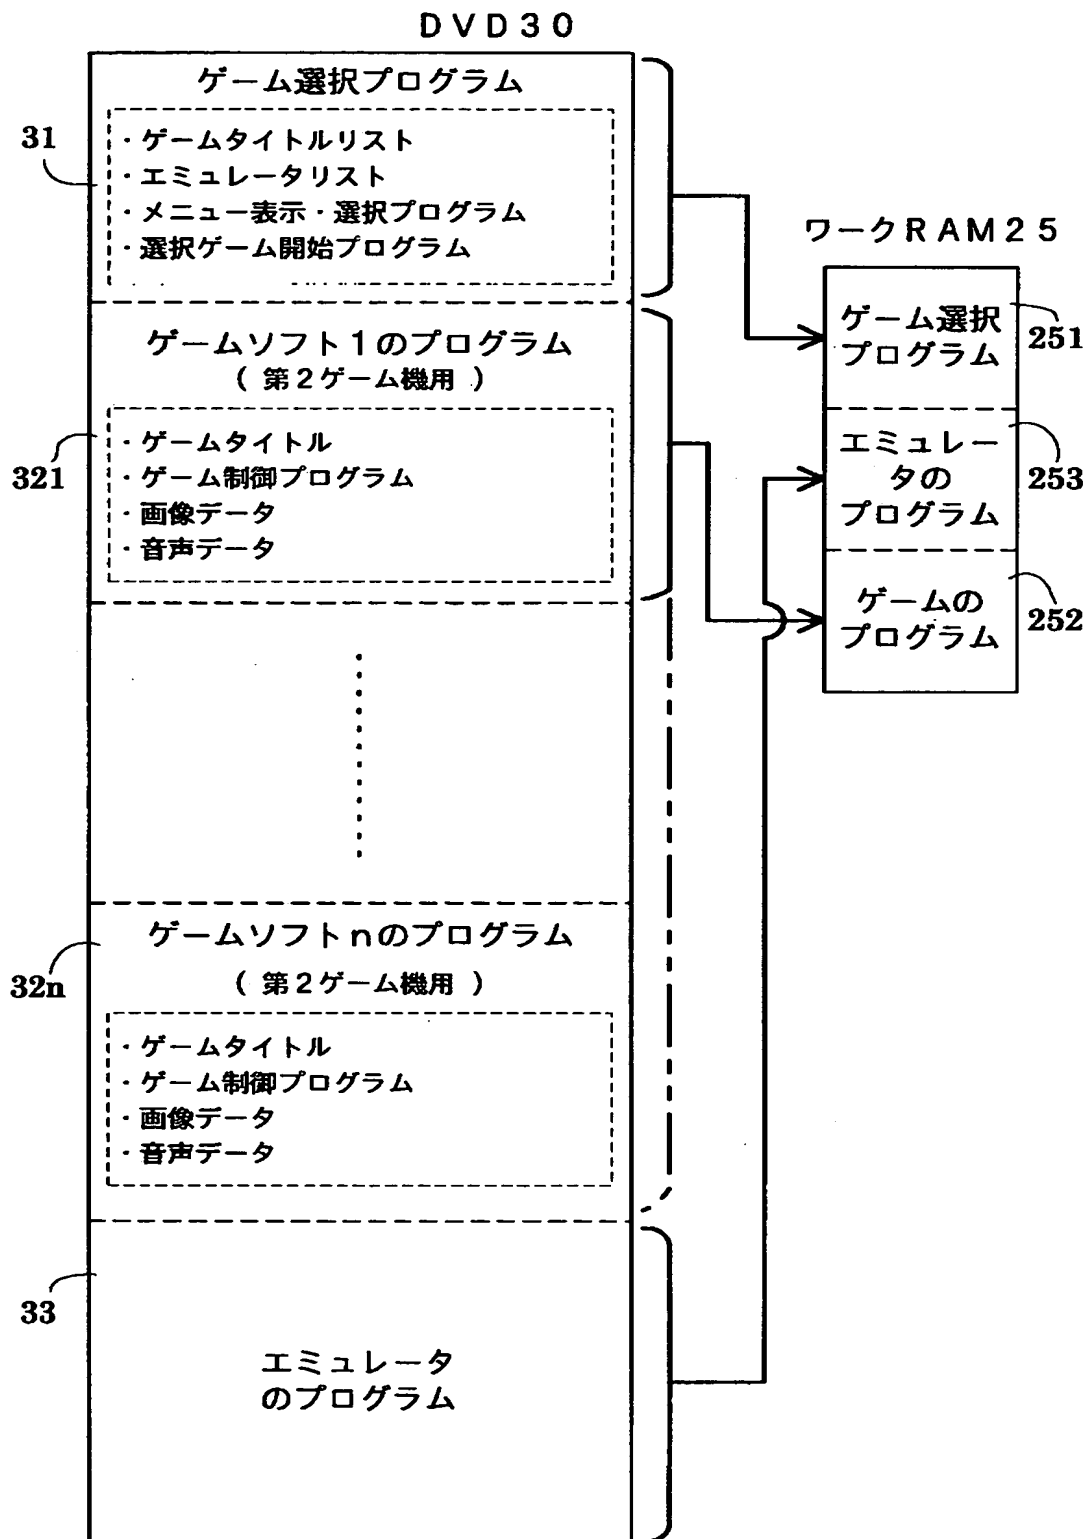 DVD30
ゲーム選択プログラム
31
・ゲームタイトルリスト
・エミュレータリスト
・メニュー表示・選択プログラム
・選択ゲーム開始プログラム
ゲームソフト1のプログラム
(第2ゲーム機用)
321
・ゲームタイトル
・ゲーム制御プログラム
・画像データ
・音声データ
ゲームソフトnのプログラム
(第2ゲーム機用)
32n
・ゲームタイトル
・ゲーム制御プログラム
・画像データ
・音声データ
33
エミュレータ
のプログラム
ワークRAM25
ゲーム選択
プログラム
251
エミュレー
タの
プログラム
253
ゲームの
プログラム
252